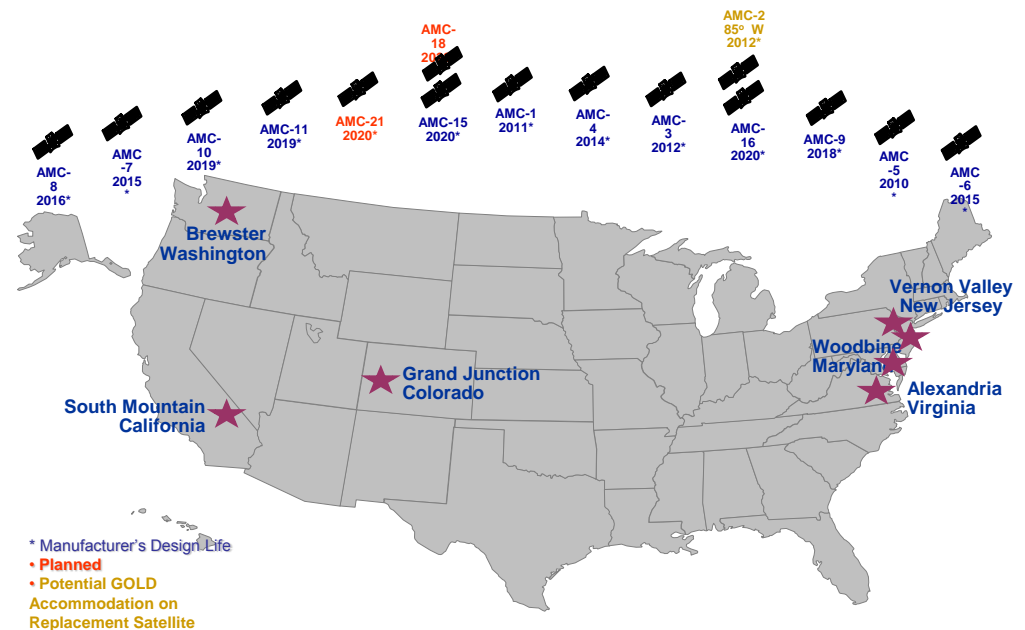 AMC-2
85º W
2012*
AMC-
18
AMC-
8
2016*
AMC
-7
2015
*
AMC-
10
2019*
AMC-11
2019*
AMC-21
2020*
AMC-15
2020*
AMC-1
2011*
AMC-
4
2014*
AMC-
3
2012*
AMC-
16
2020*
AMC-9
2018*
AMC
-5
2010
*
AMC
-6
2015
*
Brewster
Washington
Vernon Valley
New Jersey
Woodbine
Maryland
Grand Junction
Colorado
Alexandria
Virginia
South Mountain
California
* Manufacturer's Design Life
• Planned
• Potential GOLD
Accommodation on
Replacement Satellite